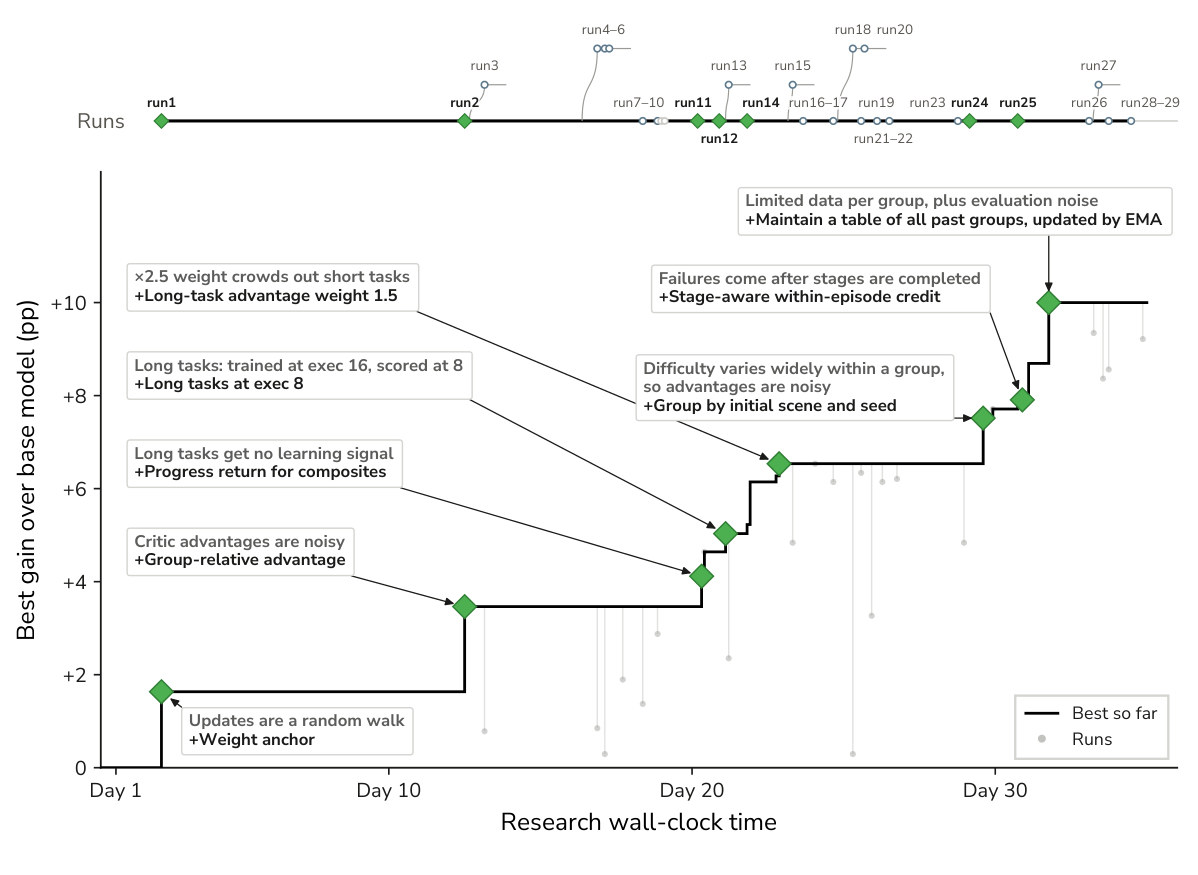 run4–6
run18 run20
run3
run13
run15
run27
run1
run2
run7–10
run11
run14
run16–17
run19
run23
run24
run25
run26
run28–29
Runs
run12
run21–22
Limited data per group, plus evaluation noise
+Maintain a table of all past groups, updated by EMA
×2.5 weight crowds out short tasks
+Long-task advantage weight 1.5
Failures come after stages are completed
+Stage-aware within-episode credit
Long tasks: trained at exec 16, scored at 8
+Long tasks at exec 8
Difficulty varies widely within a group,
so advantages are noisy
+Group by initial scene and seed
Long tasks get no learning signal
+Progress return for composites
Critic advantages are noisy
+Group-relative advantage
Updates are a random walk
+Weight anchor
Best gain over base model (pp)
+10
+8
+6
+4
+2
0
Best so far
Runs
Day 1
Day 10
Day 20
Day 30
Research wall-clock time